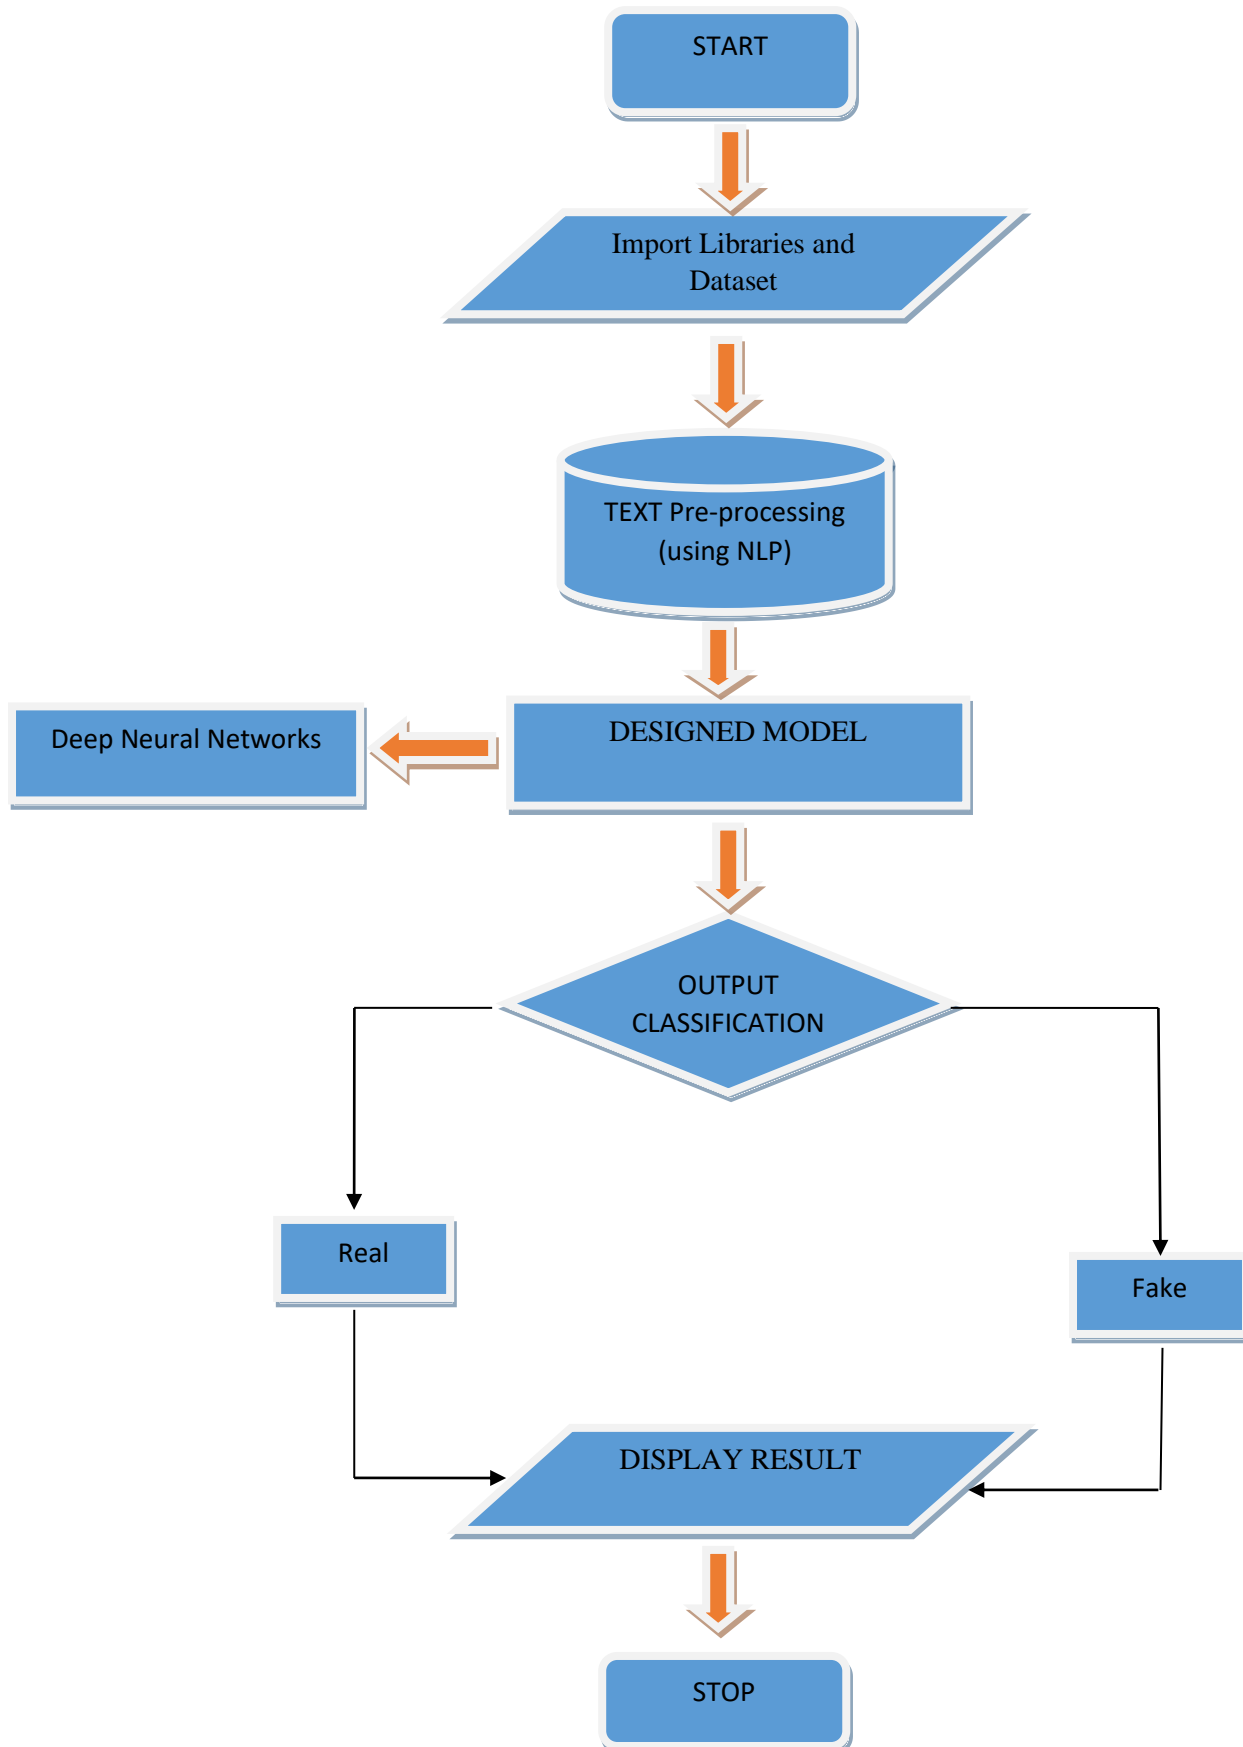 START
Import Libraries and
Dataset
TEXT Pre-processing
(using NLP)
Deep Neural Networks
DESIGNED MODEL
OUTPUT
CLASSIFICATION
Real
Fake
DISPLAY RESULT
STOP